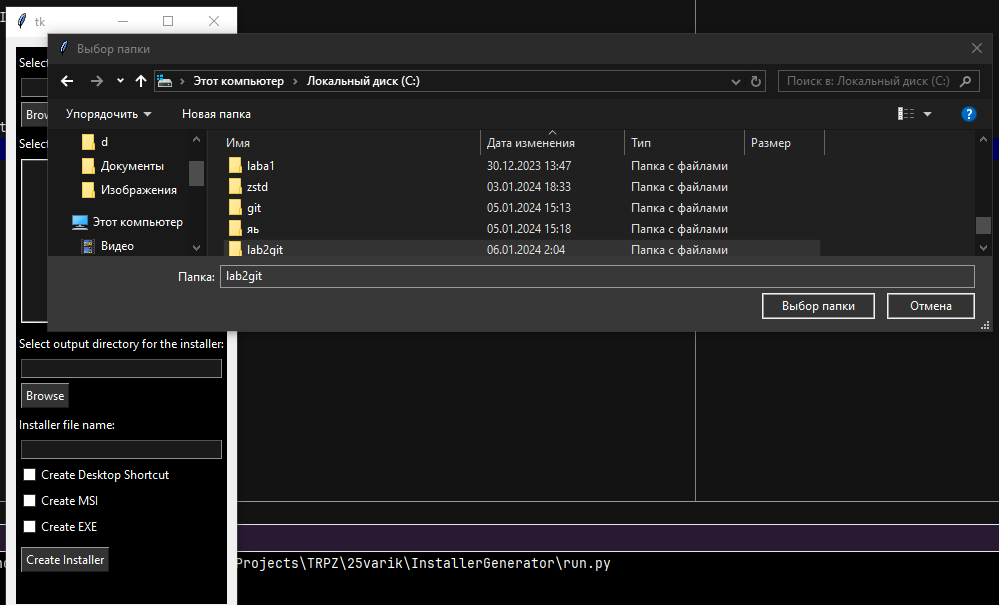 tk
Выбор папки
Этот компьютер > Локальный диск (C:)
Поиск в: Локальный диск (C:)
Упорядочить
Новая папка
d
Документы
Изображения
Этот компьютер
Видео
Имя Дата изменения Тип Размер
laba1 30.12.2023 13:47 Папка с файлами
zstd 03.01.2024 18:33 Папка с файлами
git 05.01.2024 15:13 Папка с файлами
яь 05.01.2024 15:18 Папка с файлами
lab2git 06.01.2024 2:04 Папка с файлами
Папка: lab2git
Выбор папки
Отмена
Select output directory for the installer:
Browse
Installer file name:
Create Desktop Shortcut
Create MSI
Create EXE
Create Installer
Projects\TRPZ\25varik\InstallerGenerator\run.py